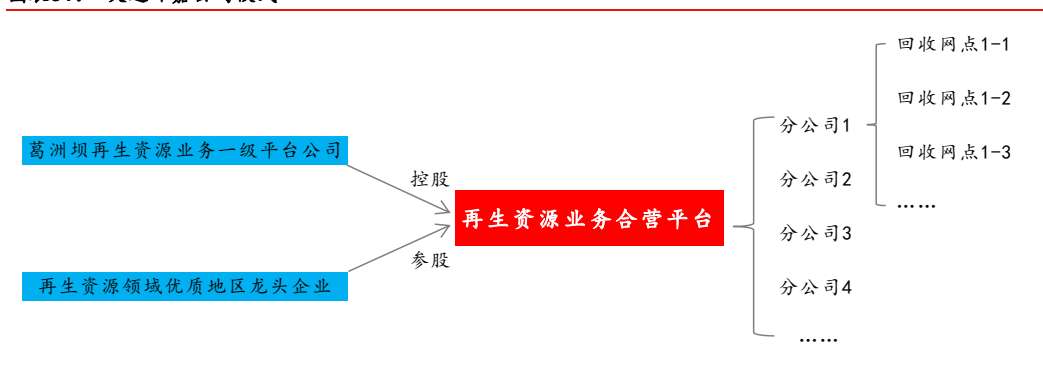 葛洲坝再生资源业务一级平台公司
再生资源领域优质地区龙头企业
控股
参股
再生资源业务合营平台
分公司1
分公司2
分公司3
分公司4
……
回收网点1-1
回收网点1-2
回收网点1-3
……